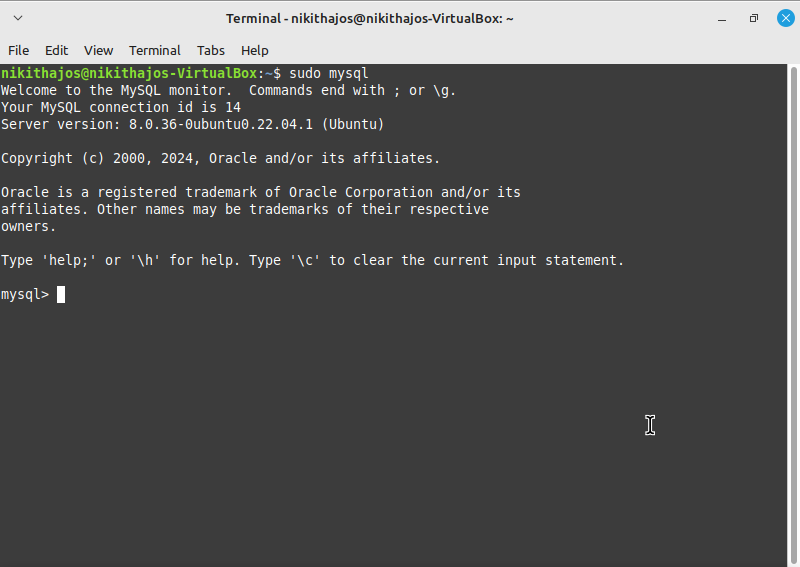 Terminal - nikithajos@nikithajos-VirtualBox: ~
File Edit View Terminal Tabs Help
nikithajos@nikithajos-VirtualBox:~$ sudo mysql
Welcome to the MySQL monitor.  Commands end with ; or \g.
Your MySQL connection id is 14
Server version: 8.0.36-0ubuntu0.22.04.1 (Ubuntu)
Copyright (c) 2000, 2024, Oracle and/or its affiliates.
Oracle is a registered trademark of Oracle Corporation and/or its
affiliates. Other names may be trademarks of their respective
owners.
Type 'help;' or '\h' for help. Type '\c' to clear the current input statement.
mysql>